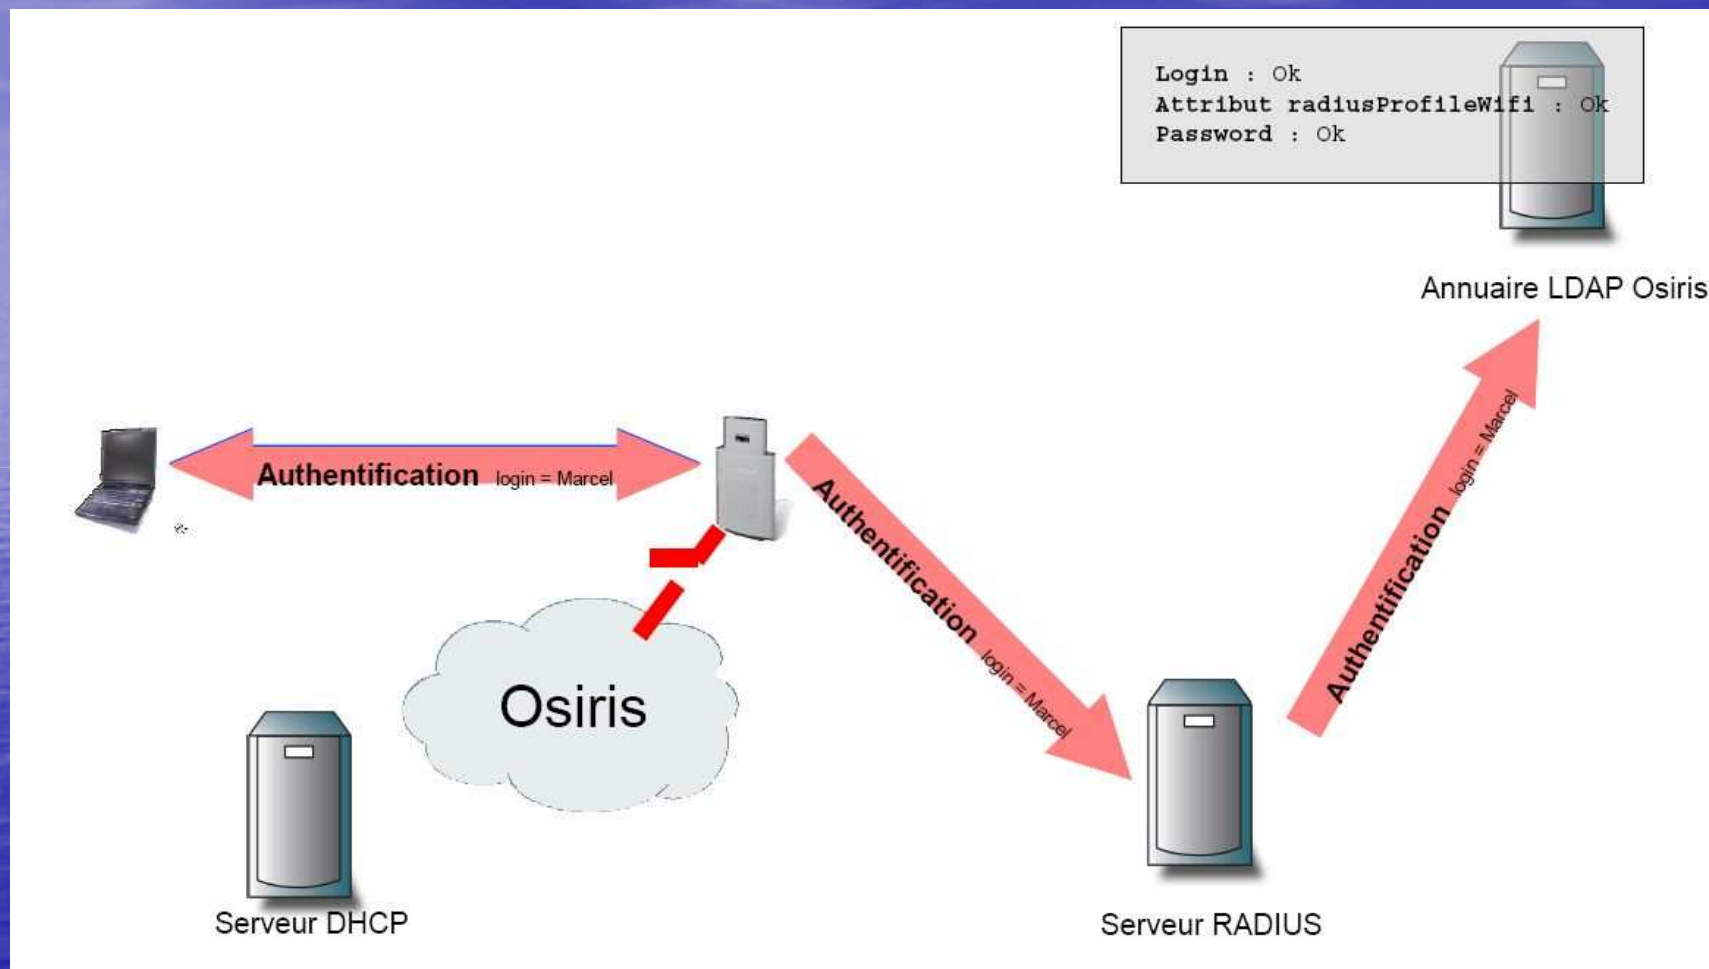 Login : Ok
Attribut radiusProfileWifi : Ok
Password : Ok
Annuaire LDAP Osiris
Authentification login = Marcel
Authentification login = Marcel
Authentification login = Marcel
Osiris
Serveur DHCP
Serveur RADIUS